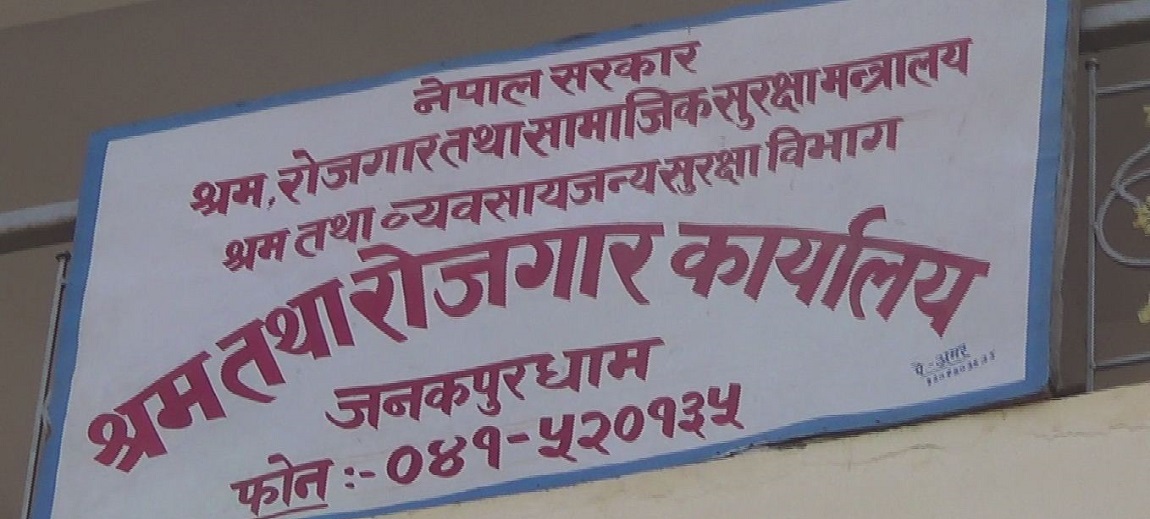 नेपाल सरकार
श्रम, रोजगार तथा सामाजिक सुरक्षा मन्त्रालय
श्रम तथा व्यवसायजन्य सुरक्षा विभाग
श्रम तथा रोजगार कार्यालय
जनकपुरधाम
फोन :- ०४१-५२०१३५
पे.-अमर